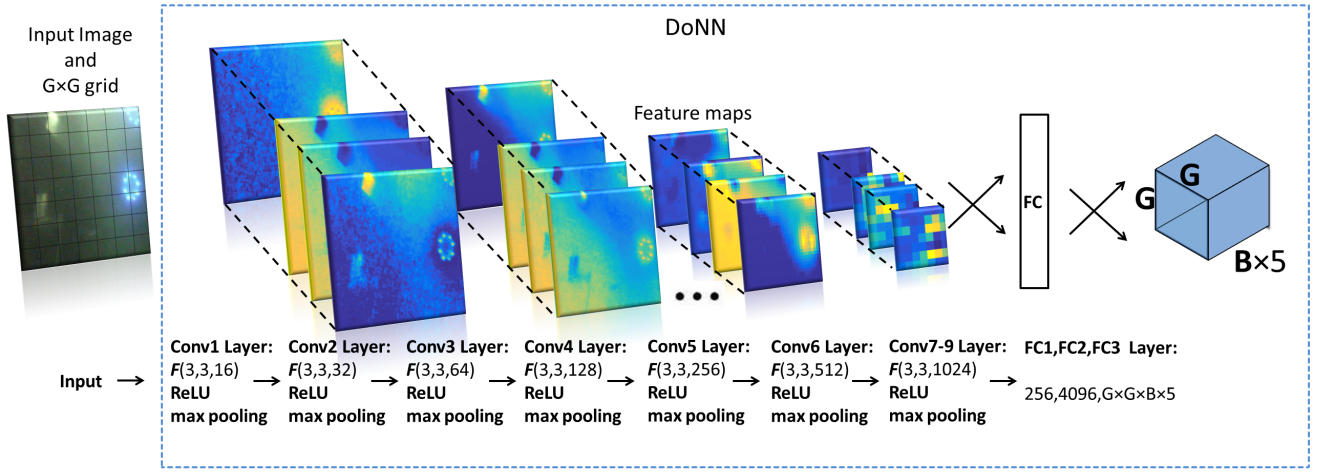 DoNN
Input Image
and
G×G grid
Feature maps
FC
G
G
B×5
Input
Conv1 Layer:
F(3,3,16)
ReLU
max pooling
Conv2 Layer:
F(3,3,32)
ReLU
max pooling
Conv3 Layer:
F(3,3,64)
ReLU
max pooling
Conv4 Layer:
F(3,3,128)
ReLU
max pooling
Conv5 Layer:
F(3,3,256)
ReLU
max pooling
Conv6 Layer:
F(3,3,512)
ReLU
max pooling
Conv7-9 Layer:
F(3,3,1024)
ReLU
max pooling
FC1,FC2,FC3 Layer:
256,4096,G×G×B×5